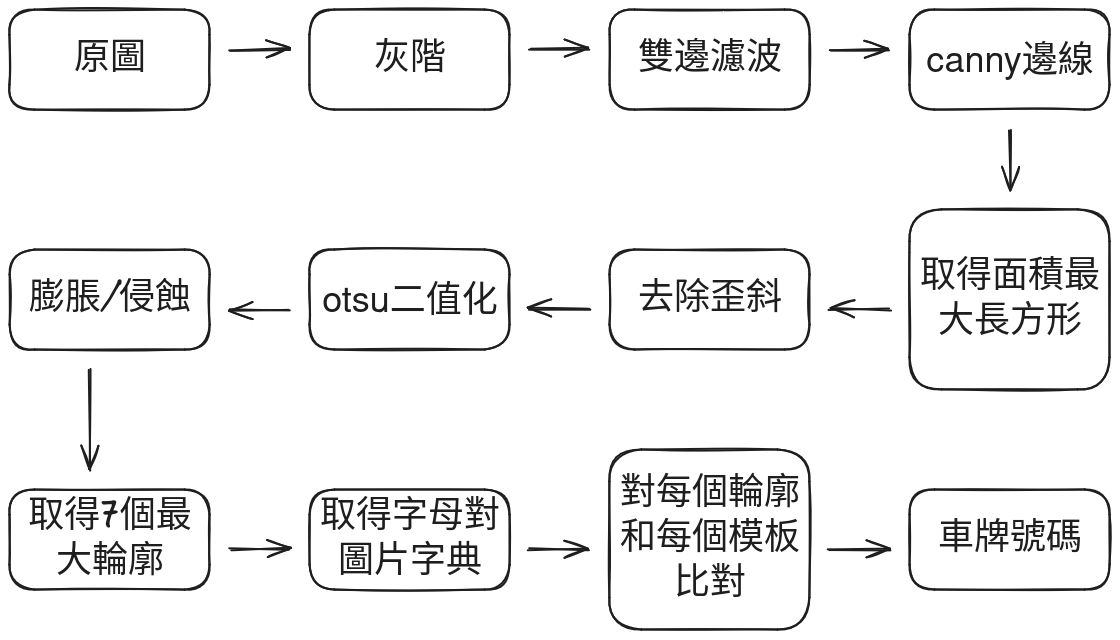 原圖
灰階
雙邊濾波
canny邊線
取得面積最
大長方形
去除歪斜
otsu二值化
膨脹/侵蝕
取得7個最
大輪廓
取得字母對
圖片字典
對每個輪廓
和每個模板
比對
車牌號碼